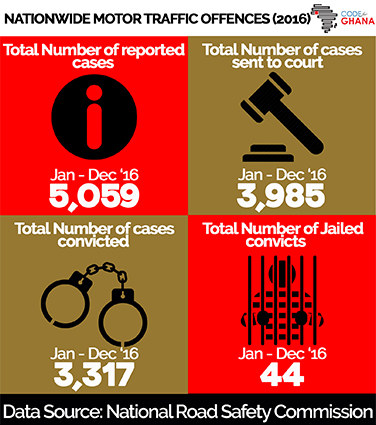 NATIONWIDE MOTOR TRAFFIC OFFENCES (2016)
CODE for
GHANA
Total Number of reported
cases
Jan - Dec '16
5,059
Total Number of cases
sent to court
Jan - Dec '16
3,985
Total Number of cases
convicted
Jan - Dec '16
3,317
Total Number of Jailed
convicts
Jan - Dec '16
44
Data Source: National Road Safety Commission